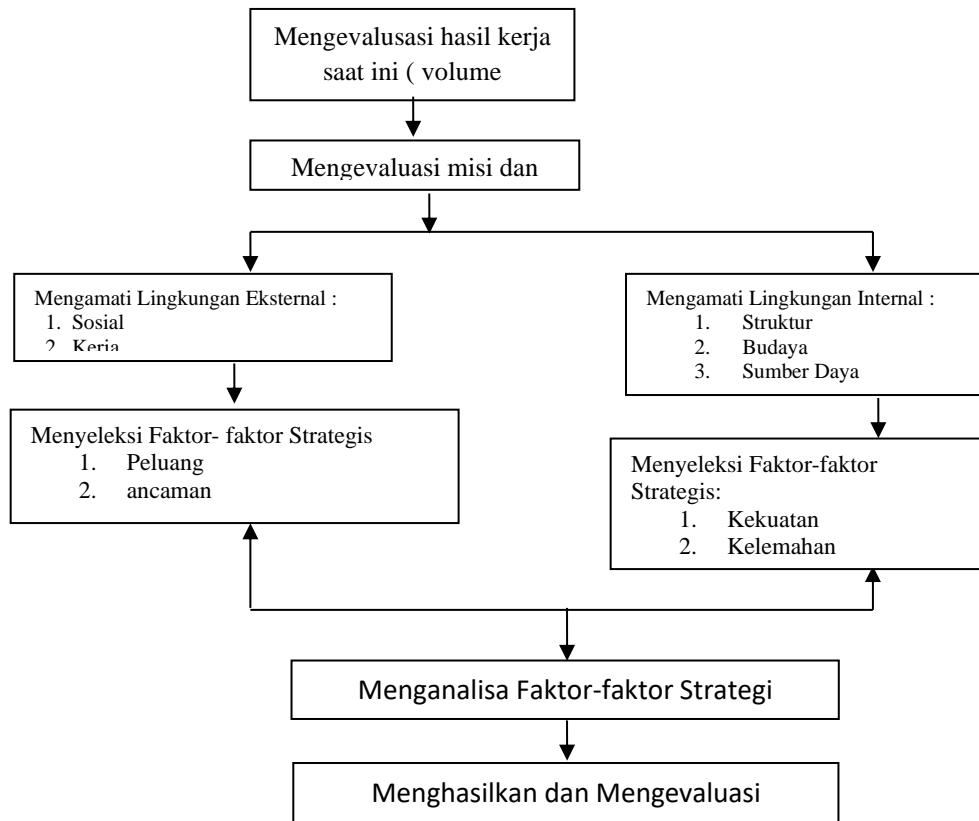 Mengevalusasi hasil kerja
saat ini ( volume
Mengevaluasi misi dan
Mengamati Lingkungan Eksternal :
1. Sosial
2. Kerja
Mengamati Lingkungan Internal :
1. Struktur
2. Budaya
3. Sumber Daya
Menyeleksi Faktor- faktor Strategis
1. Peluang
2. ancaman
Menyeleksi Faktor-faktor
Strategis:
1. Kekuatan
2. Kelemahan
Menganalisa Faktor-faktor Strategi
Menghasilkan dan Mengevaluasi